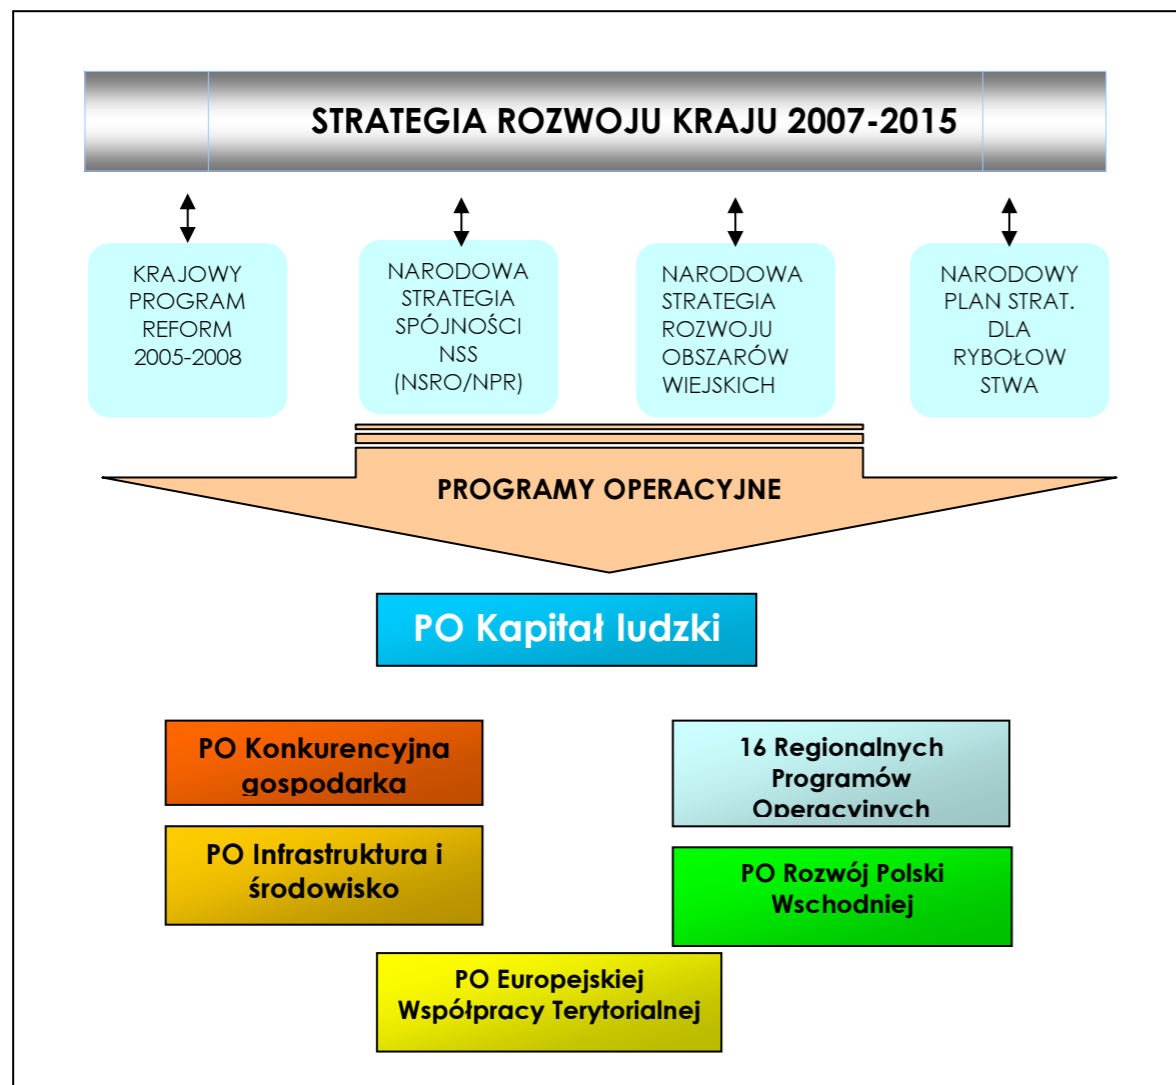 STRATEGIA ROZWOJU KRAJU 2007-2015
KRAJOWY
PROGRAM
REFORM
2005-2008
NARODOWA
STRATEGIA
SPÓJNOŚCI
NSS
(NSRO/NPR)
NARODOWA
STRATEGIA
ROZWOJU
OBSZARÓW
WIEJSKICH
NARODOWY
PLAN STRAT.
DLA
RYBOŁOW
STWA
PROGRAMY OPERACYJNE
PO Kapitał ludzki
PO Konkurencyjna
gospodarka
16 Regionalnych
Programów
Operacyjnych
PO Infrastruktura i
środowisko
PO Rozwój Polski
Wschodniej
PO Europejskiej
Współpracy Terytorialnej